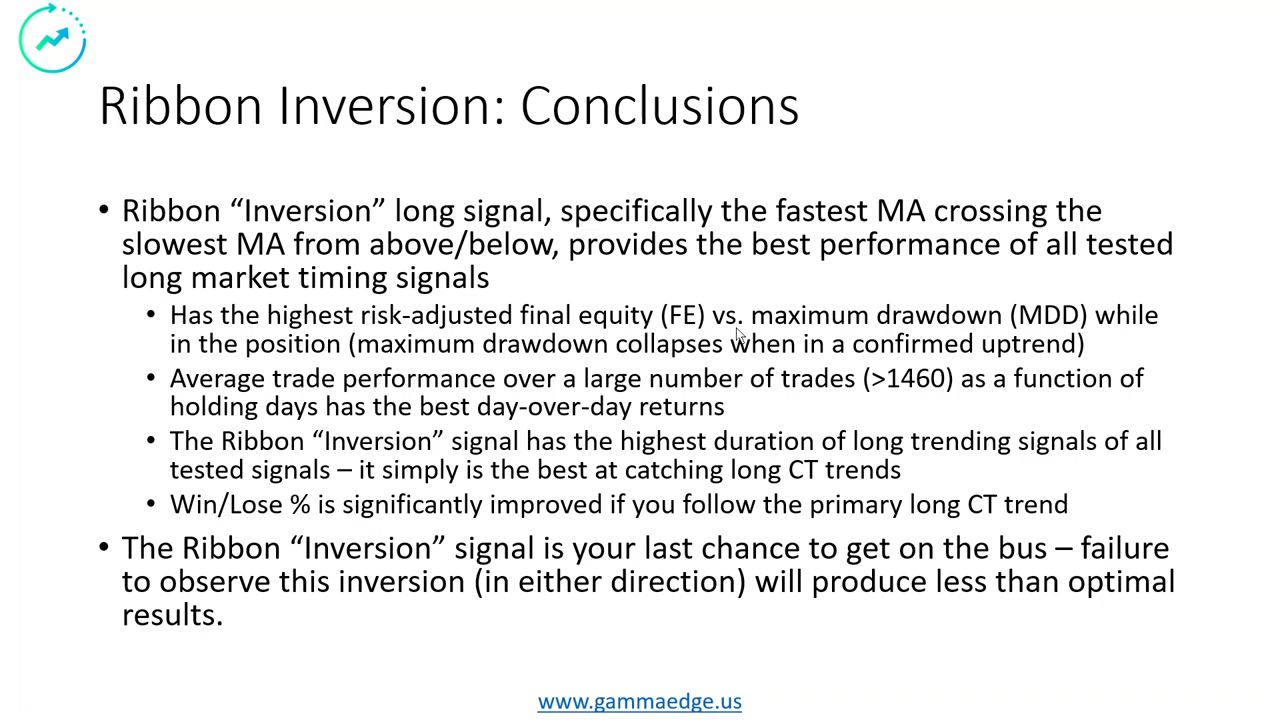 Ribbon Inversion: Conclusions
• Ribbon “Inversion” long signal, specifically the fastest MA crossing the
slowest MA from above/below, provides the best performance of all tested
long market timing signals
• Has the highest risk-adjusted final equity (FE) vs. maximum drawdown (MDD) while
in the position (maximum drawdown collapses when in a confirmed uptrend)
• Average trade performance over a large number of trades (>1460) as a function of
holding days has the best day-over-day returns
• The Ribbon “Inversion” signal has the highest duration of long trending signals of all
tested signals – it simply is the best at catching long CT trends
• Win/Lose % is significantly improved if you follow the primary long CT trend
• The Ribbon “Inversion” signal is your last chance to get on the bus – failure
to observe this inversion (in either direction) will produce less than optimal
results.
www.gammaedge.us